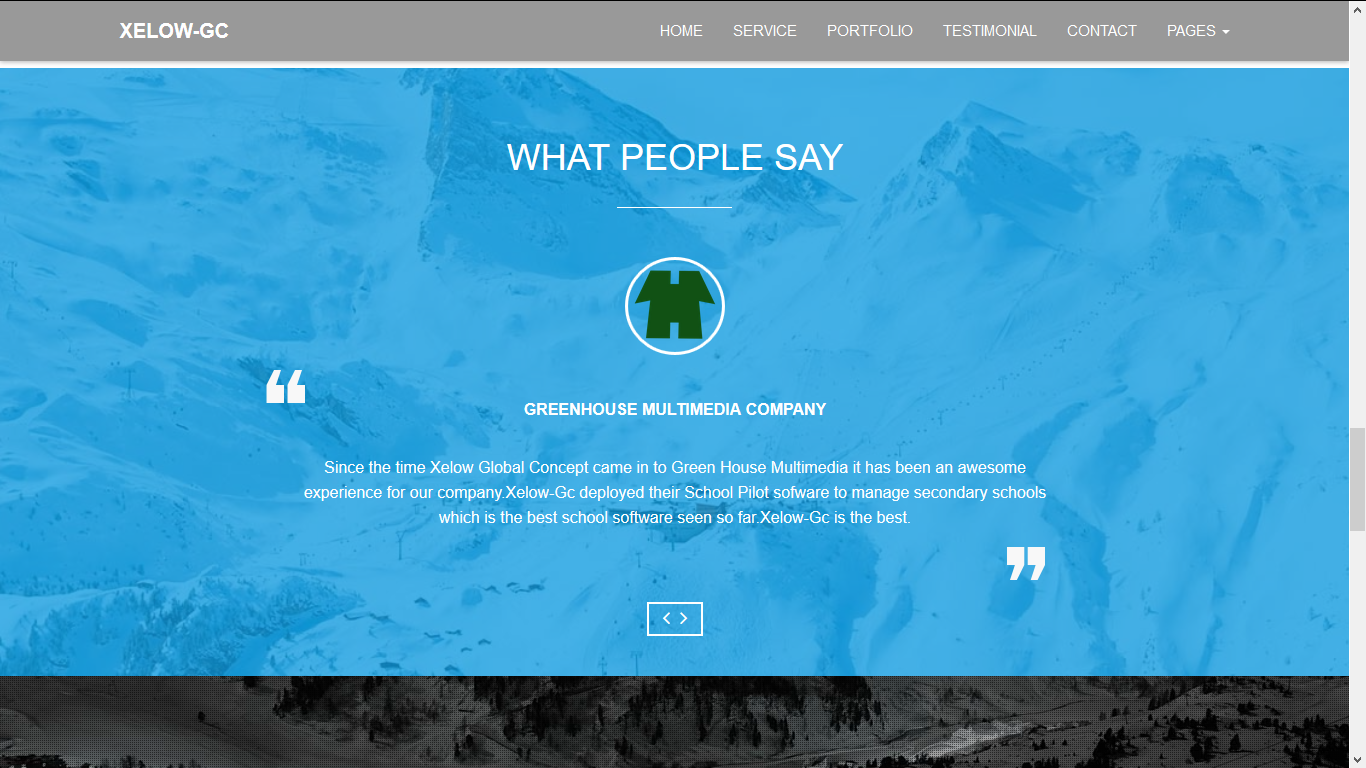 XELOW-GC
HOME SERVICE PORTFOLIO TESTIMONIAL CONTACT PAGES
WHAT PEOPLE SAY
❝
GREENHOUSE MULTIMEDIA COMPANY
Since the time Xelow Global Concept came in to Green House Multimedia it has been an awesome
experience for our company.Xelow-Gc deployed their School Pilot sofware to manage secondary schools
which is the best school software seen so far.Xelow-Gc is the best.
❞